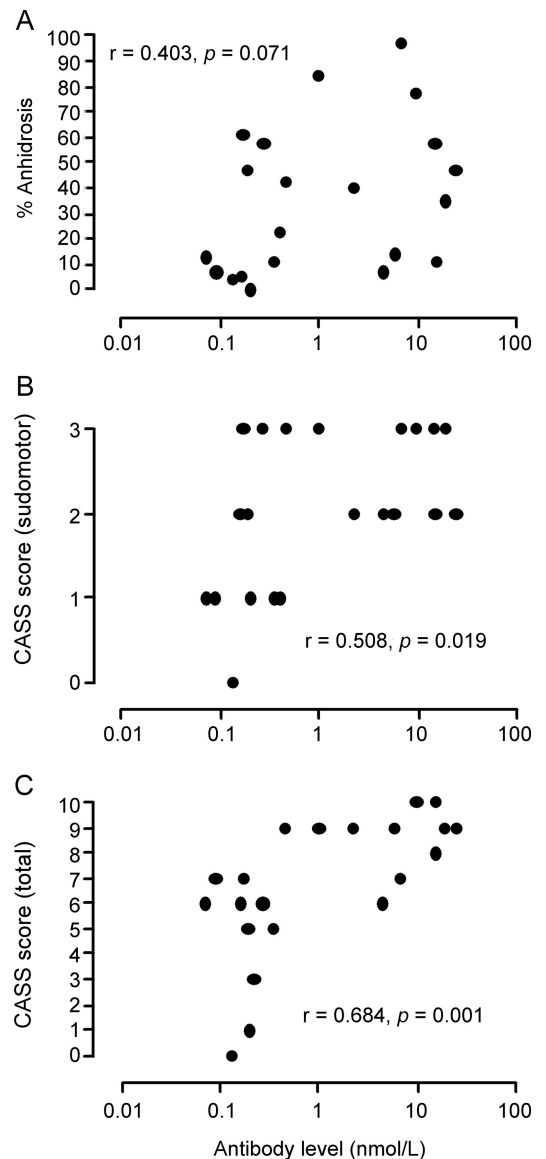 A
100
90
80
70
60
50
40
30
20
10
0
% Anhidrosis
r = 0.403, p = 0.071
0.01 0.1 1 10 100
B
3
2
1
0
CASS score (sudomotor)
r = 0.508, p = 0.019
0.01 0.1 1 10 100
C
10
9
8
7
6
5
4
3
2
1
0
CASS score (total)
r = 0.684, p = 0.001
0.01 0.1 1 10 100
Antibody level (nmol/L)